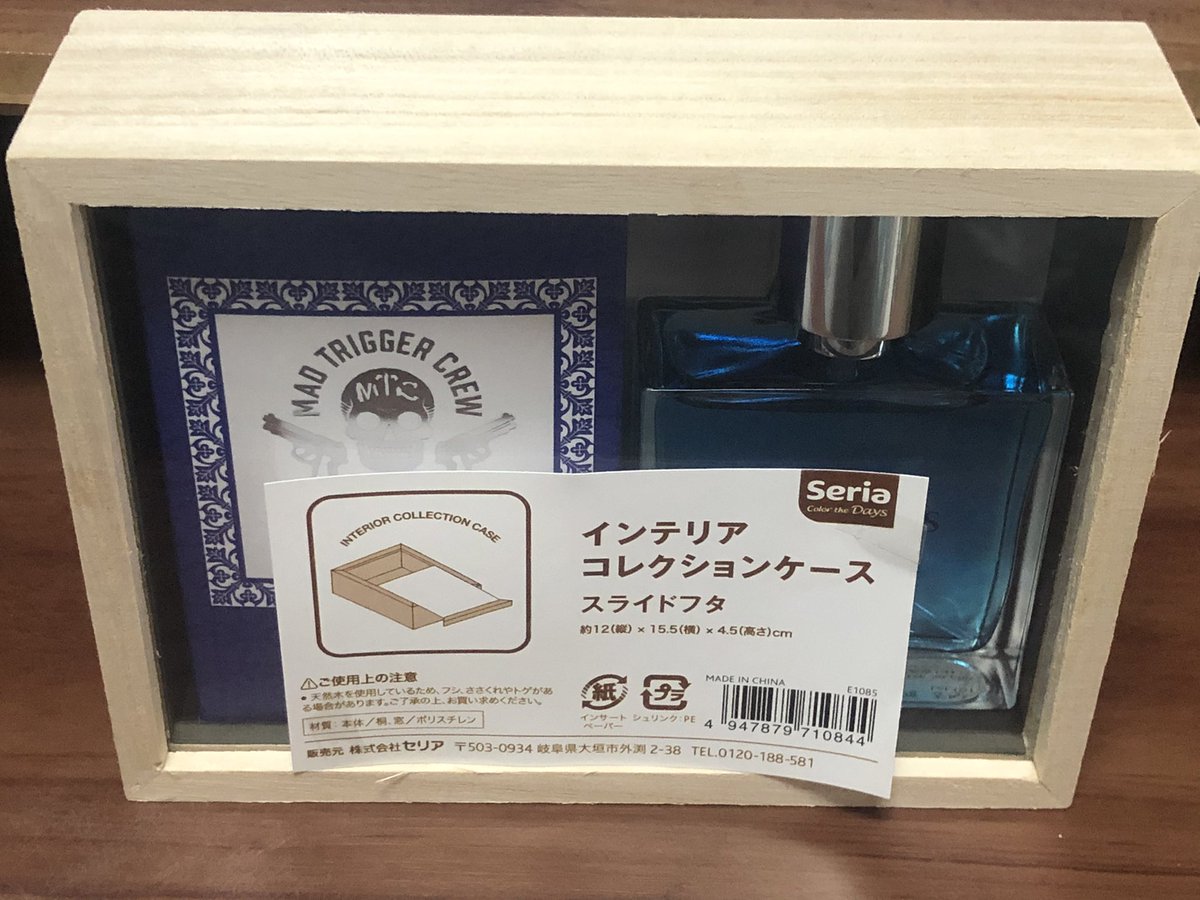 MAD TRIGGER CREW
MTC
Seria
Color the Days
INTERIOR COLLECTION CASE
インテリア
コレクションケース
スライドフタ
約12(縦)×15.5(横)×4.5(高さ)cm
⚠ご使用上の注意
・天然木を使用しているため、フシ、ささくれやトゲがあ
る場合があります。ご了承の上、お買い求めください。
材質:本体/桐、窓/ポリスチレン
紙
プラ
インサート
ペーパー
シュリンク:PE
MADE IN CHINA
E1085
4 947879 710844
販売元 株式会社セリア 〒503-0934 岐阜県大垣市外渕 2-38 TEL.0120-188-581